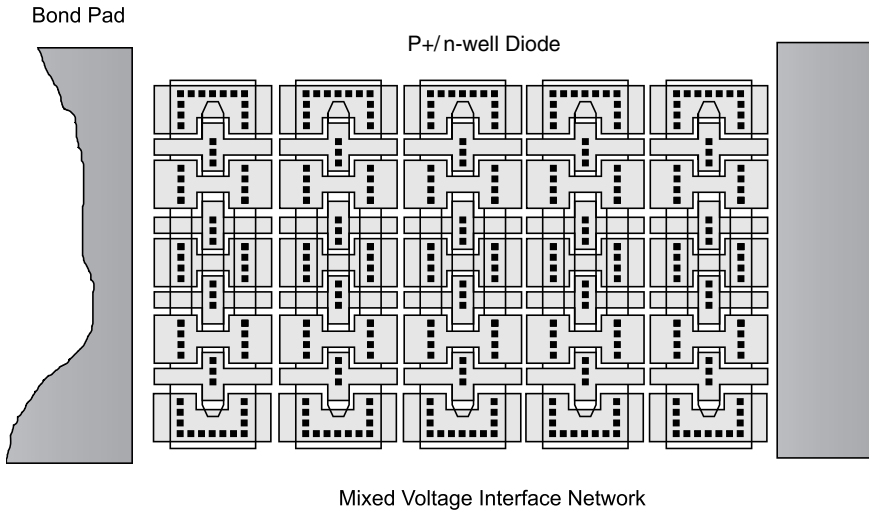 Bond Pad
P+/n-well Diode
Mixed Voltage Interface Network